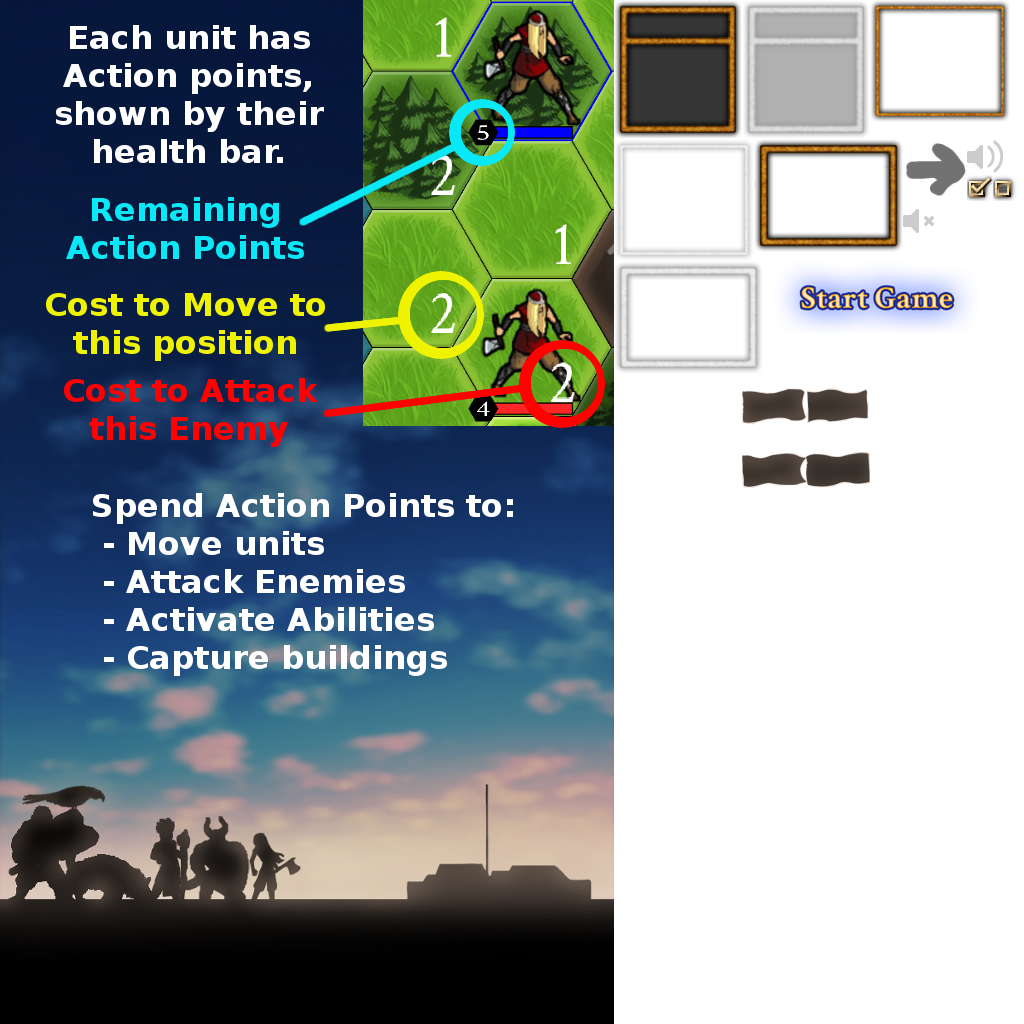 Each unit has
Action points,
shown by their
health bar.
Remaining
Action Points
Cost to Move to
this position
Cost to Attack
this Enemy
1
5
2
1
2
2
4
Spend Action Points to:
- Move units
- Attack Enemies
- Activate Abilities
- Capture buildings
Start Game